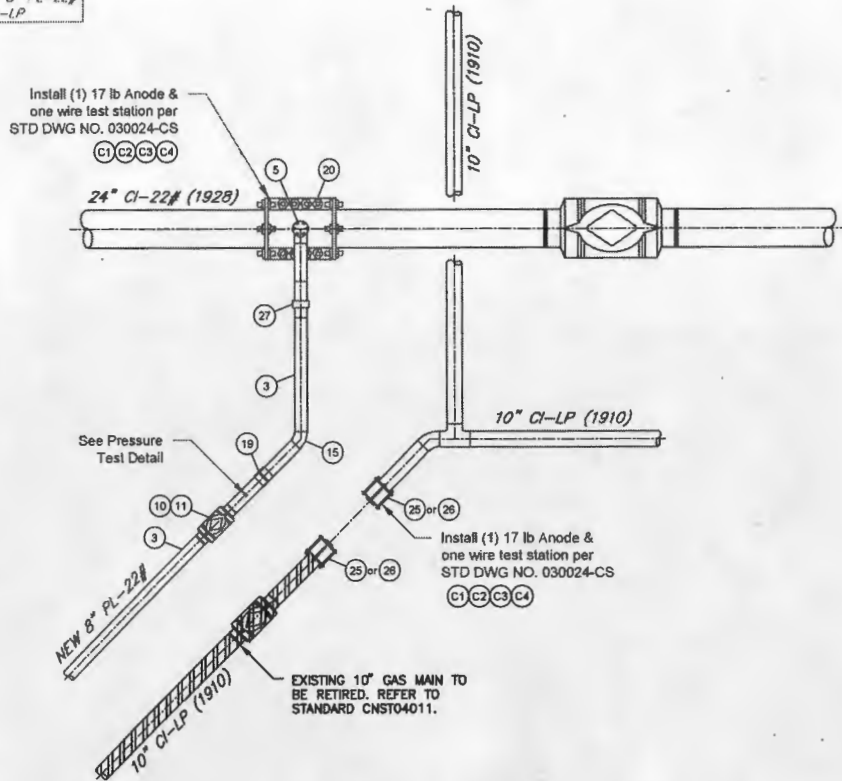 -LP
Install (1) 17 lb Anode &
one wire test station per
STD DWG NO. 030024-CS
C1 C2 C3 C4
5
20
10" CI-LP (1910)
24" CI-22# (1928)
27
3
10" CI-LP (1910)
15
See Pressure
Test Detail
19
10 11
25 or 26
3
Install (1) 17 lb Anode &
one wire test station per
STD DWG NO. 030024-CS
25 or 26
C1 C2 C3 C4
NEW 8" PL-22#
EXISTING 10" GAS MAIN TO
BE RETIRED. REFER TO
STANDARD CNST04011.
10" CI-LP (1910)